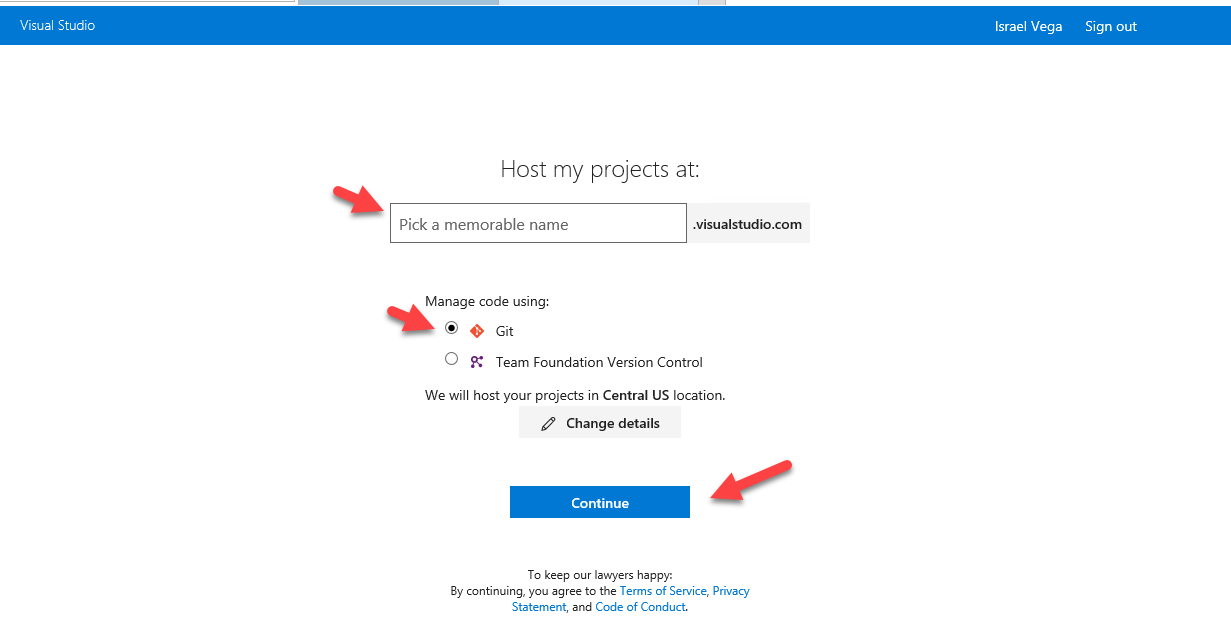 Visual Studio
Israel Vega Sign out
Host my projects at:
Pick a memorable name .visualstudio.com
Manage code using:
Git
Team Foundation Version Control
We will host your projects in Central US location.
Change details
Continue
To keep our lawyers happy:
By continuing, you agree to the Terms of Service, Privacy
Statement, and Code of Conduct.